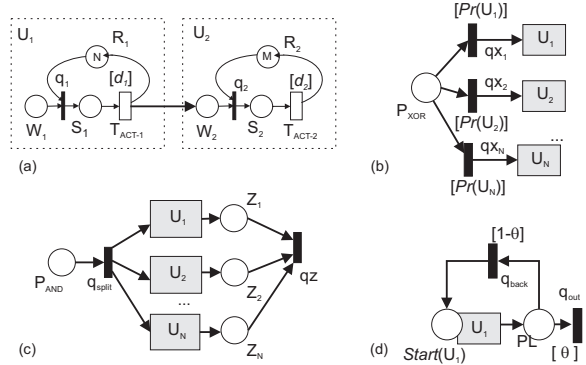 U1
R1
N
q1
[d1]
W1
S1
TACT-1
U2
R2
M
q2
[d2]
W2
S2
TACT-2
(a)
[Pr(U1)]
qx1
U1
PXOR
qx2
U2
[Pr(U2)]
...
qxN
UN
[Pr(UN)]
(b)
U1
Z1
PAND
qsplit
U2
Z2
...
UN
ZN
qz
(c)
[1-θ]
qback
qout
U1
PL
Start(U1)
[ θ ]
(d)